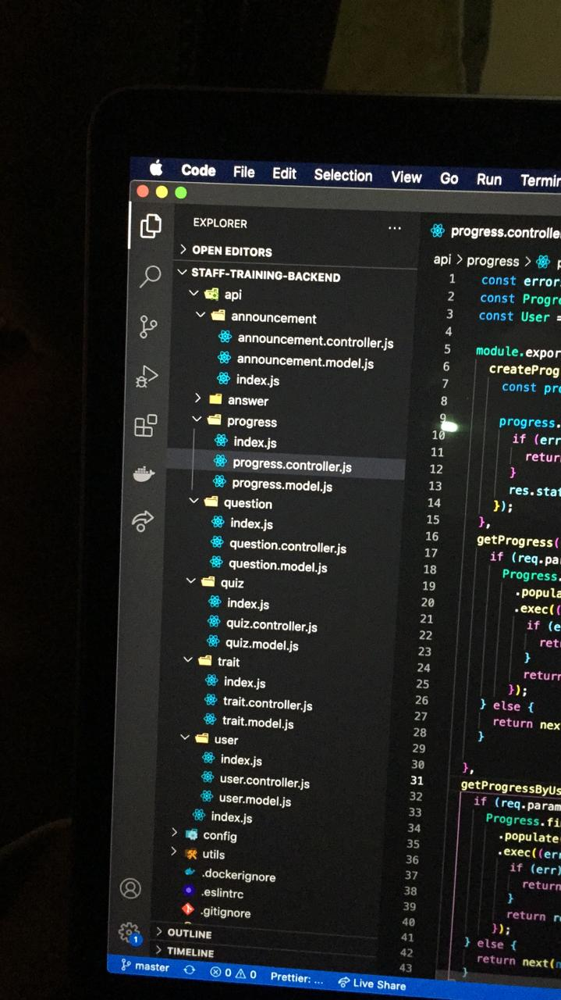 Code File Edit Selection View Go Run
EXPLORER ...
OPEN EDITORS
STAFF-TRAINING-BACKEND
api
announcement
announcement.controller.js
announcement.model.js
index.js
answer
progress
index.js
progress.controller.js
progress.model.js
question
index.js
question.controller.js
question.model.js
quiz
index.js
quiz.controller.js
quiz.model.js
trait
index.js
trait.controller.js
trait.model.js
user
index.js
user.controller.js
user.model.js
index.js
config
utils
.dockerignore
.eslintrc
.gitignore
OUTLINE
TIMELINE
1
master 0 0 Prettier: ... Live Share
progress.controlle
api > progress >
1 const error
2 const Progr
3 const User =
4
5 module.expor
6 createProg
7 const pro
8
9 progress.
10 if (err
11 retur
12 }
13 res.stat
14 });
15 },
16 getProgress(
17 if (req.pa
18 Progress.
19 .popula
20 .exec((
21 if (e
22 ret
23 }
24 return
25 });
26 } else {
27 return nex
28 }
29
30 },
31 getProgressByUs
32 if (req.param
33 Progress.fi
34 .populate
35 .exec((er
36 if (err)
37 return
38 }
39 return r
40 });
41 } else {
42 return next(
43 }